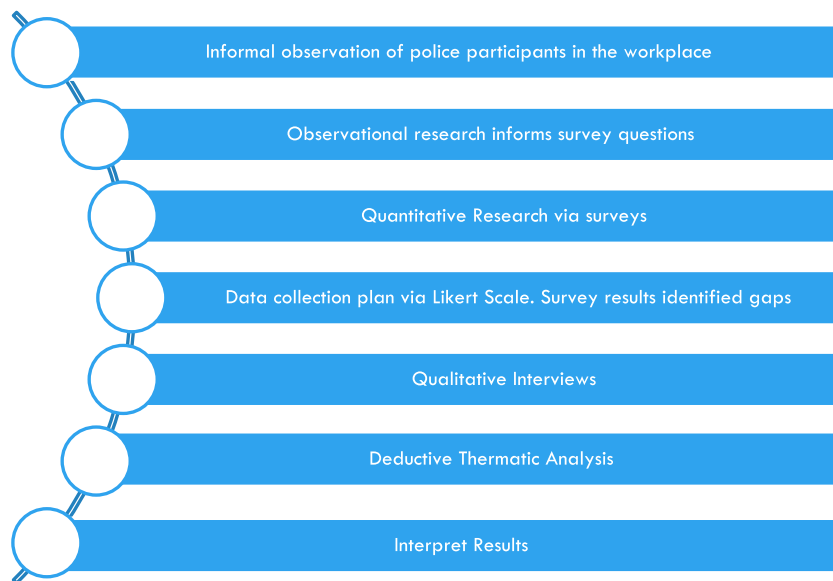 Informal observation of police participants in the workplace
Observational research informs survey questions
Quantitative Research via surveys
Data collection plan via Likert Scale. Survey results identified gaps
Qualitative Interviews
Deductive Thermatic Analysis
Interpret Results